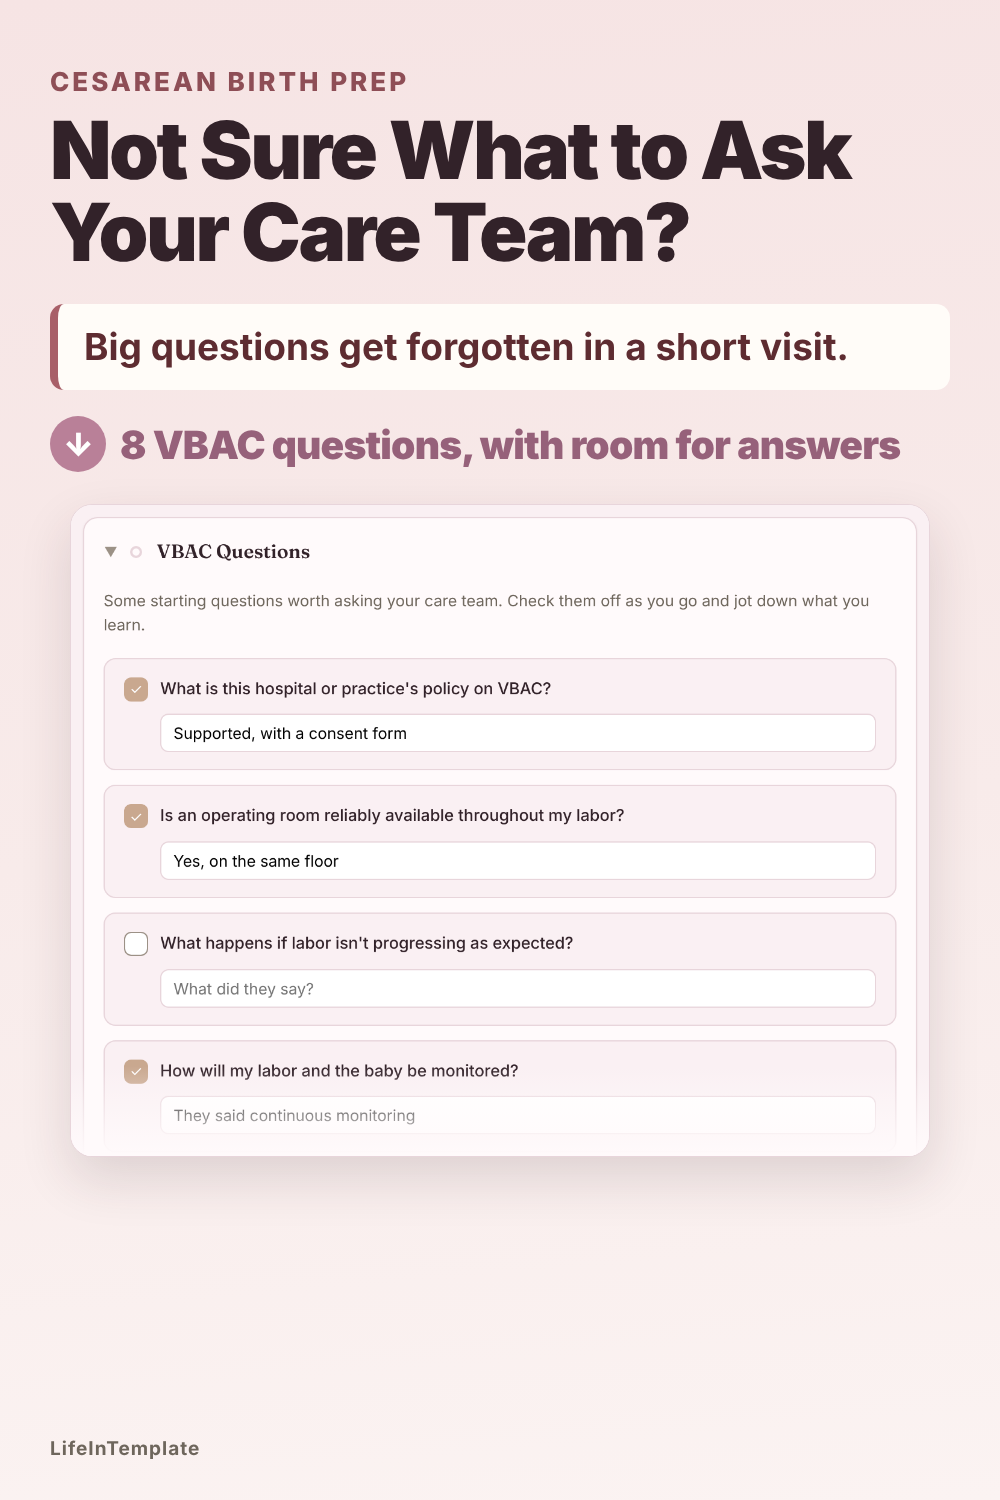 CESAREAN BIRTH PREP
Not Sure What to Ask
Your Care Team?
Big questions get forgotten in a short visit.
8 VBAC questions, with room for answers
VBAC Questions
Some starting questions worth asking your care team. Check them off as you go and jot down what you
learn.
What is this hospital or practice's policy on VBAC?
Supported, with a consent form
Is an operating room reliably available throughout my labor?
Yes, on the same floor
What happens if labor isn't progressing as expected?
What did they say?
How will my labor and the baby be monitored?
They said continuous monitoring
LifeInTemplate